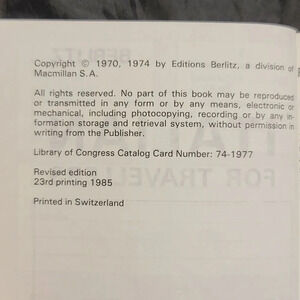 Copyright © 1970, 1974 by Editions Berlitz, a division of
Macmillan S.A.
All rights reserved. No part of this book may be reproduced
or transmitted in any form or by any means, electronic or
mechanical, including photocopying, recording or by any in-
formation storage and retrieval system, without permission in
writing from the Publisher.
Library of Congress Catalog Card Number: 74-1977
Revised edition
23rd printing 1985
Printed in Switzerland